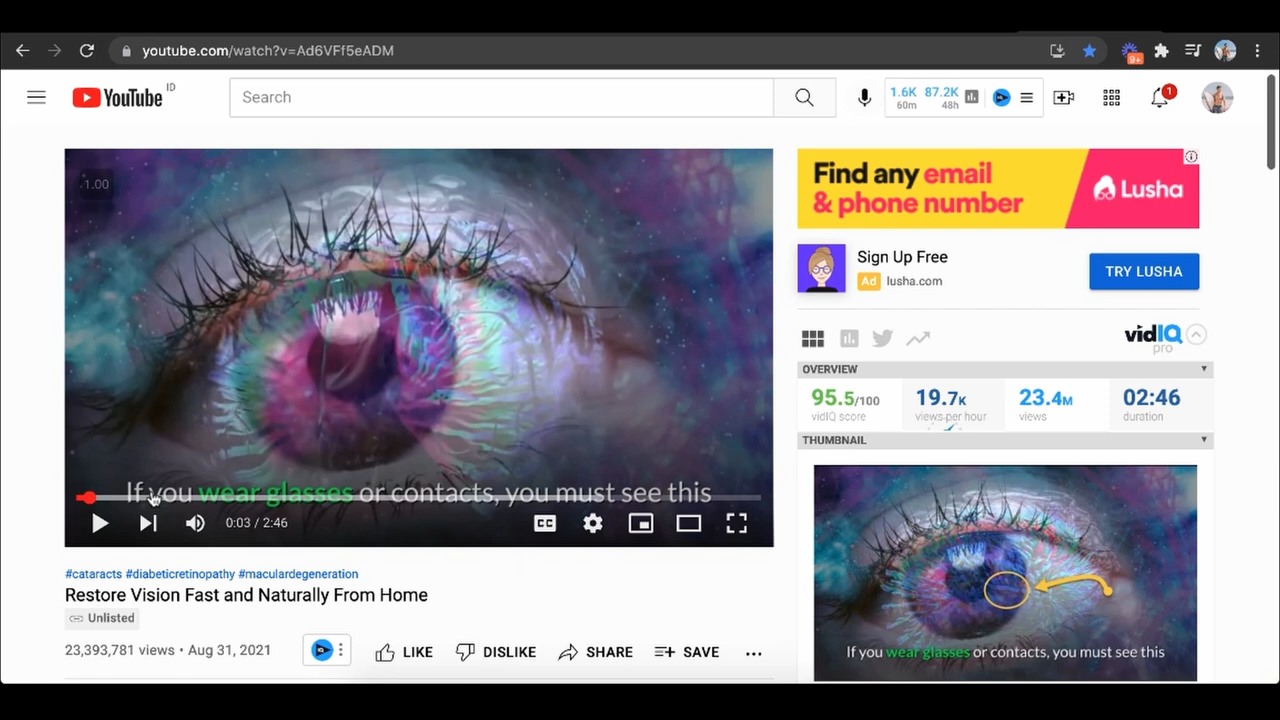 youtube.com/watch?v=Ad6VFf5eADM
9+
YouTube ID
Search
1.6K 87.2K
60m 48h
1
1.00
Find any email
& phone number
Lusha
Sign Up Free
Ad lusha.com
TRY LUSHA
vidIQ
pro
OVERVIEW
95.5/100 19.7K 23.4M 02:46
vidIQ score views per hour views duration
THUMBNAIL
If you wear glasses or contacts, you must see this
0:03 / 2:46
CC
If you wear glasses or contacts, you must see this
#cataracts #diabeticretinopathy #maculardegeneration
Restore Vision Fast and Naturally From Home
Unlisted
23,393,781 views • Aug 31, 2021
LIKE DISLIKE SHARE SAVE